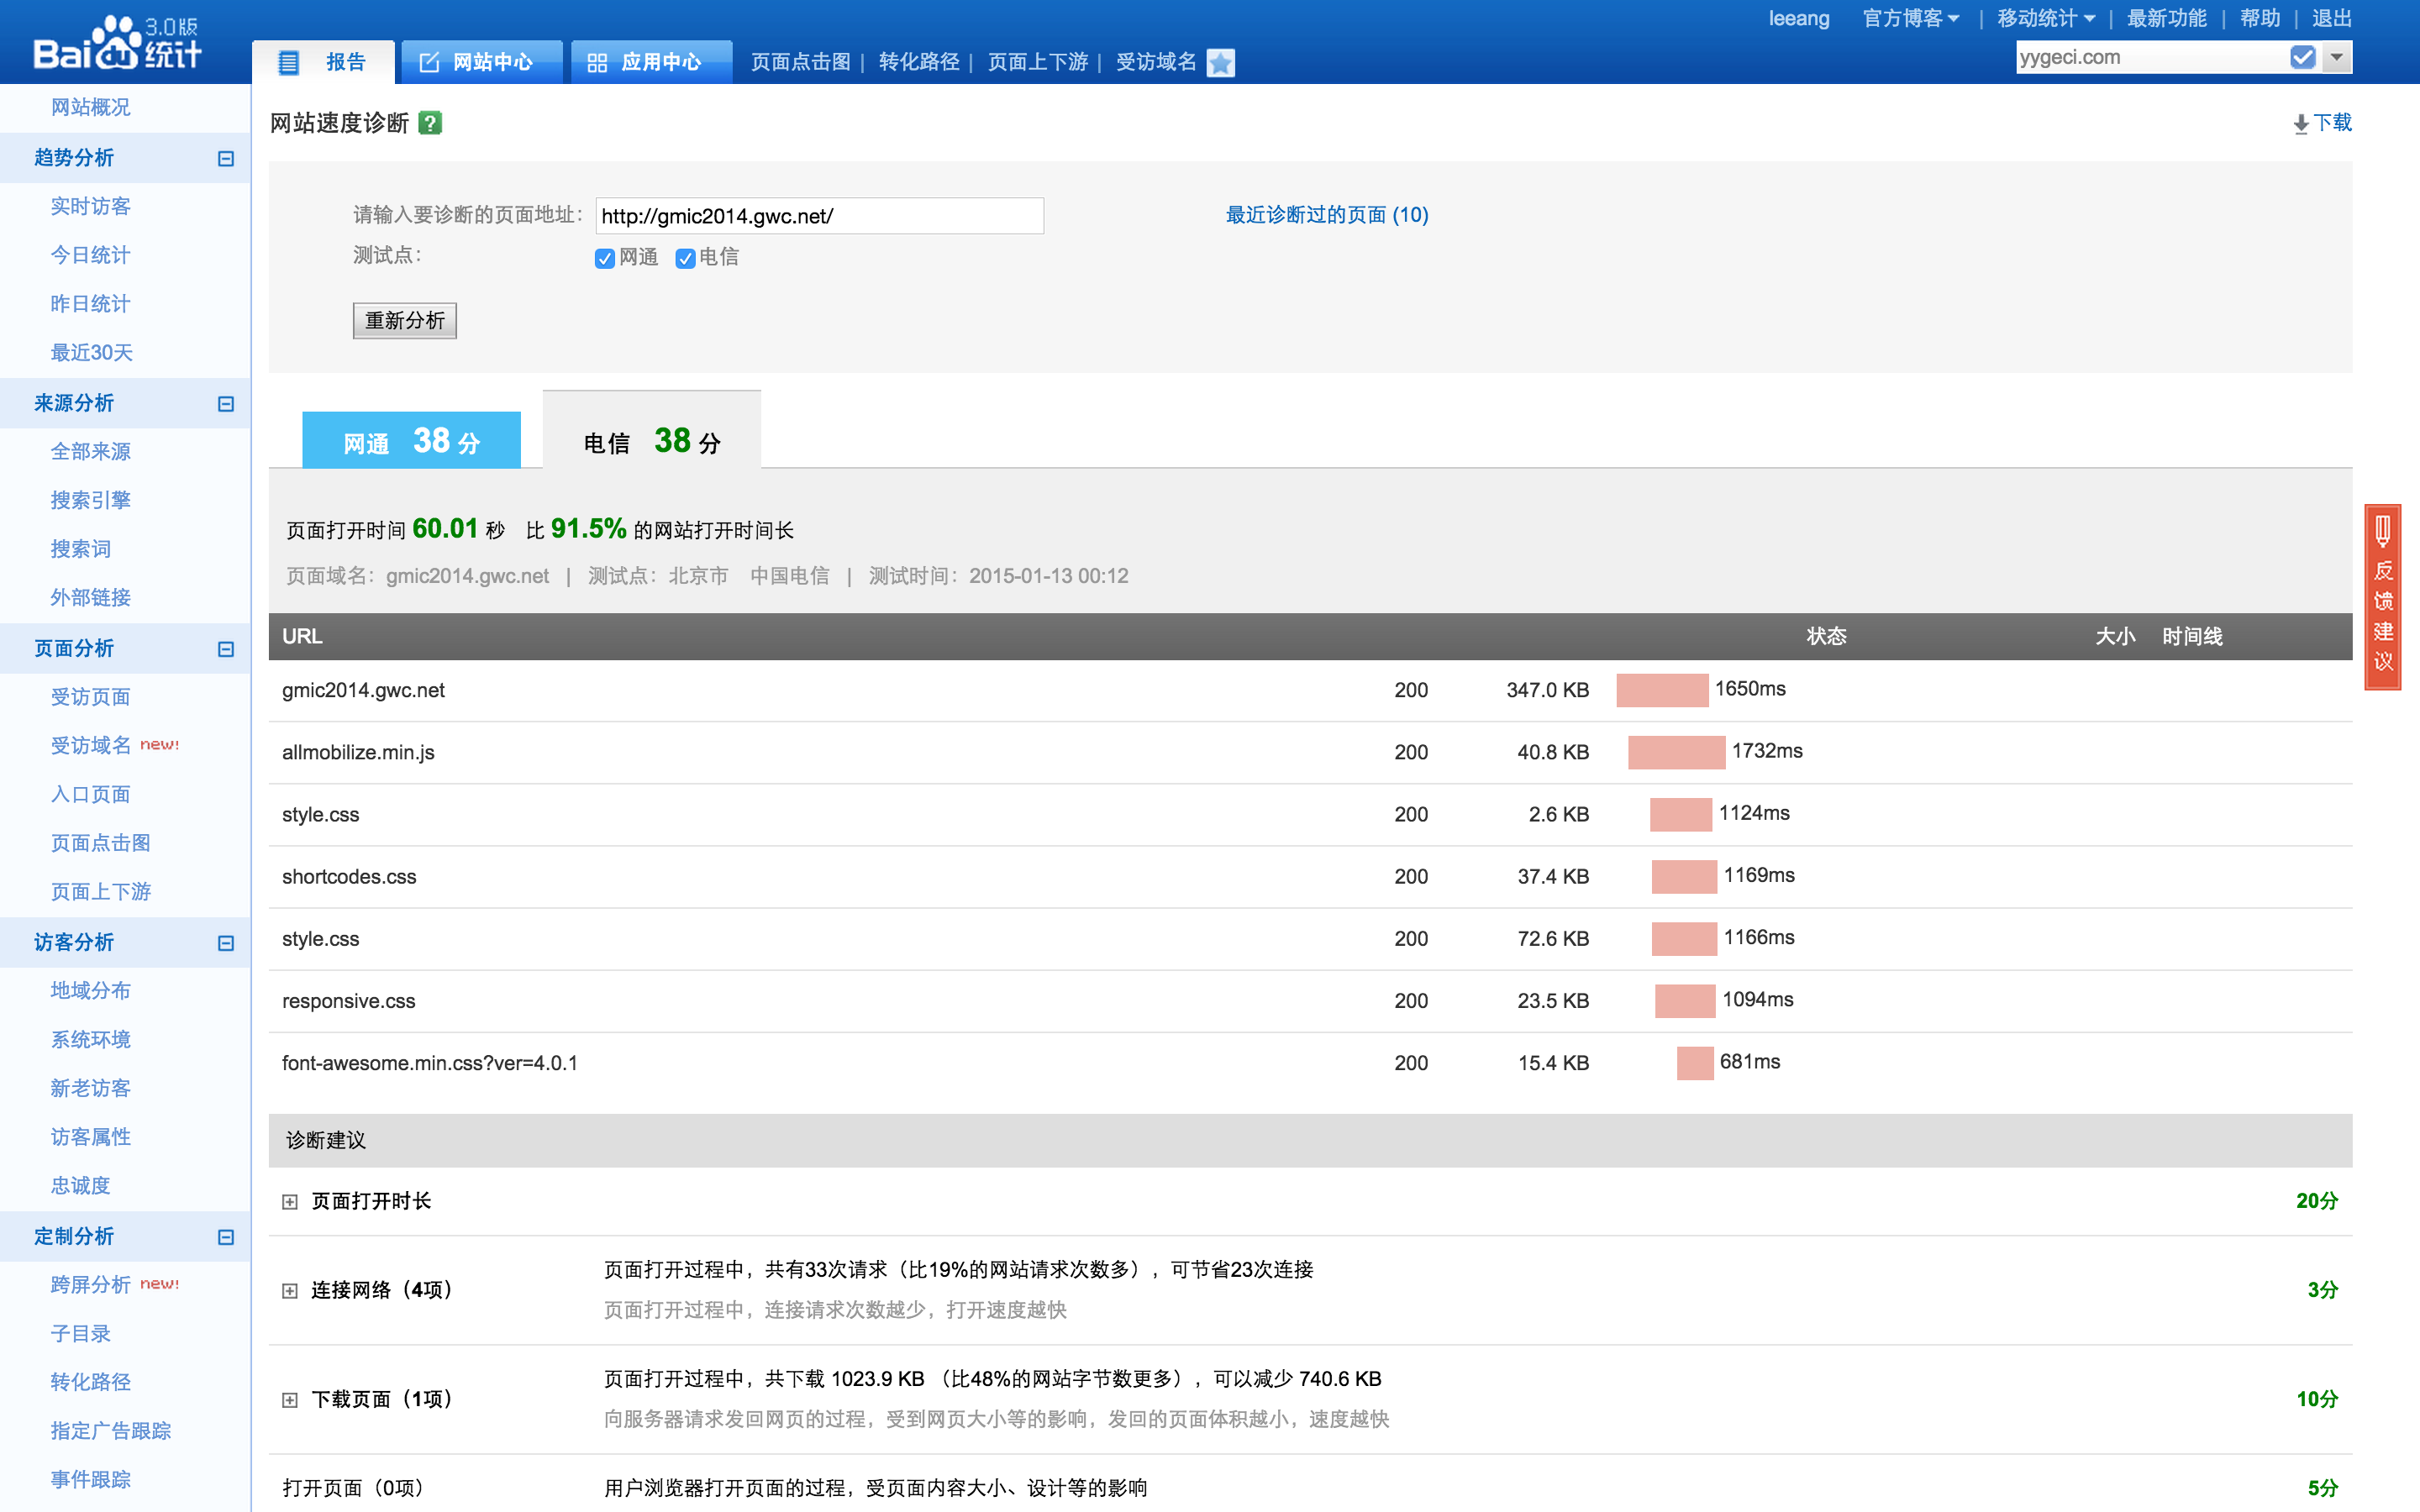 Bai du 统计 3.0版
leeang 官方博客 | 移动统计 | 最新功能 | 帮助 | 退出
报告 网站中心 应用中心 页面点击图 | 转化路径 | 页面上下游 | 受访域名
yygeci.com
网站概况
趋势分析
实时访客
今日统计
昨日统计
最近30天
来源分析
全部来源
搜索引擎
搜索词
外部链接
页面分析
受访页面
受访域名 new!
入口页面
页面点击图
页面上下游
访客分析
地域分布
系统环境
新老访客
访客属性
忠诚度
定制分析
跨屏分析 new!
子目录
转化路径
指定广告跟踪
事件跟踪
网站速度诊断 ?
下载
请输入要诊断的页面地址： http://gmic2014.gwc.net/ 最近诊断过的页面 (10)
测试点： 网通 电信
重新分析
网通 38 分 电信 38 分
页面打开时间 60.01 秒 比 91.5% 的网站打开时间长
页面域名：gmic2014.gwc.net | 测试点：北京市 中国电信 | 测试时间：2015-01-13 00:12
URL 状态 大小 时间线
gmic2014.gwc.net 200 347.0 KB 1650ms
allmobilize.min.js 200 40.8 KB 1732ms
style.css 200 2.6 KB 1124ms
shortcodes.css 200 37.4 KB 1169ms
style.css 200 72.6 KB 1166ms
responsive.css 200 23.5 KB 1094ms
font-awesome.min.css?ver=4.0.1 200 15.4 KB 681ms
诊断建议
页面打开时长 20分
连接网络（4项） 页面打开过程中，共有33次请求（比19%的网站请求次数多），可节省23次连接 3分
页面打开过程中，连接请求次数越少，打开速度越快
下载页面（1项） 页面打开过程中，共下载 1023.9 KB （比48%的网站字节数更多），可以减少 740.6 KB 10分
向服务器请求发回网页的过程，受到网页大小等的影响，发回的页面体积越小，速度越快
打开页面（0项） 用户浏览器打开页面的过程，受页面内容大小、设计等的影响 5分
反馈建议